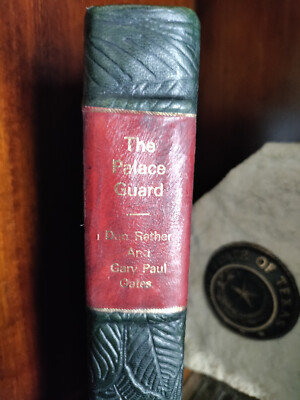 The
Palace
Guard
Dan Rather
And
Gary Paul
Gates
OF TEXAS